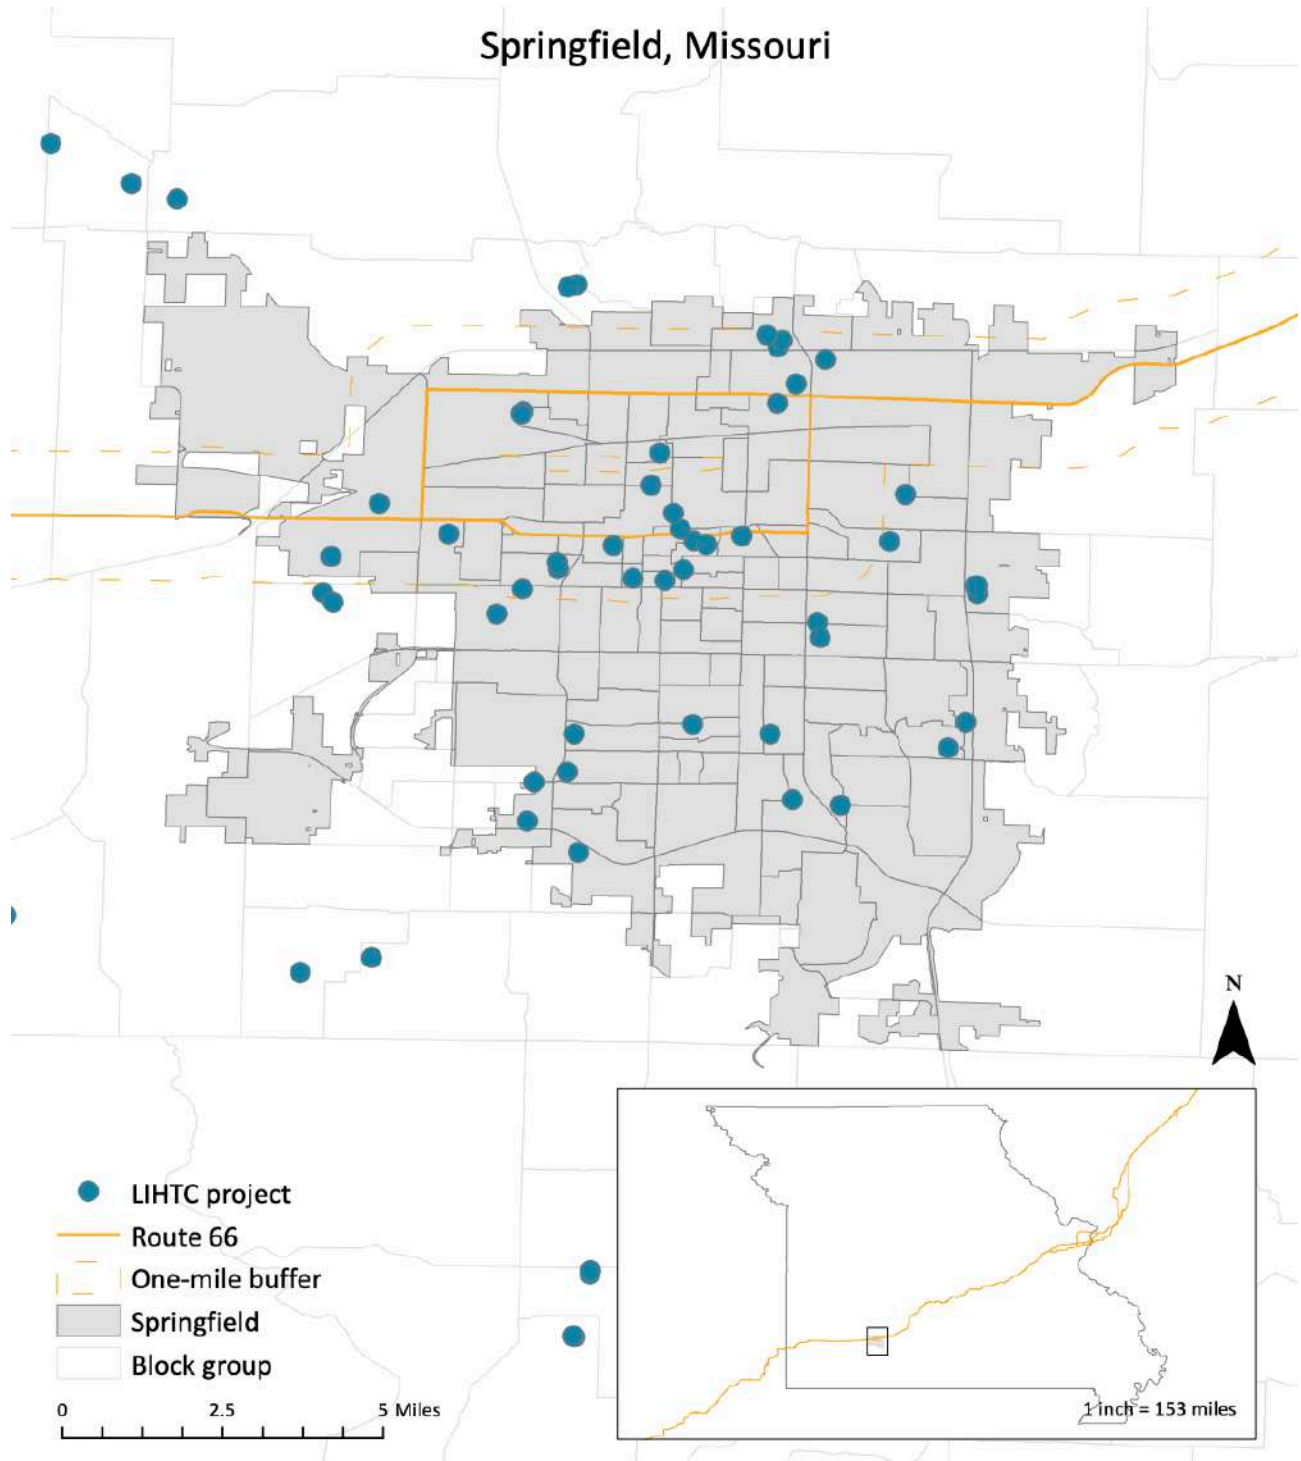 Springfield, Missouri
N
LIHTC project
Route 66
One-mile buffer
Springfield
Block group
0 2.5 5 Miles
1 inch = 153 miles